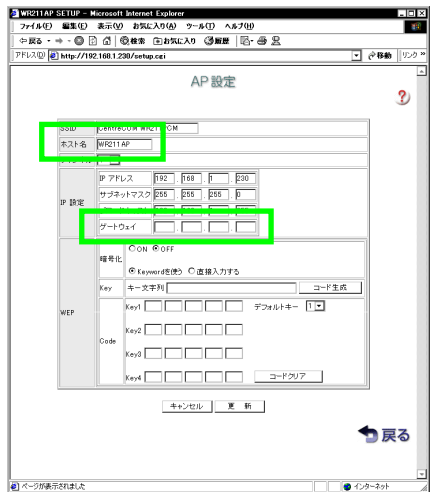 WR211AP SETUP - Microsoft Internet Explorer
ファイル(F) 編集(E) 表示(V) お気に入り(A) ツール(T) ヘルプ(H)
戻る 検索 お気に入り 履歴
アドレス(D) http://192.168.1.230/setup.cgi 移動 リンク »
AP 設定
SSID CentreCOM WR211 CM
ホスト名 WR211AP
IP 設定
IP アドレス 192 . 168 . 1 . 230
サブネットマスク 255 . 255 . 255 . 0
ゲートウェイ . . .
WEP
暗号化 ON OFF
Keywordを使う 直接入力する
Key キー文字列 コード生成
Code
Key1 デフォルトキー 1
Key2
Key3
Key4 コードクリア
キャンセル 更 新
戻る
ページが表示されました インターネット